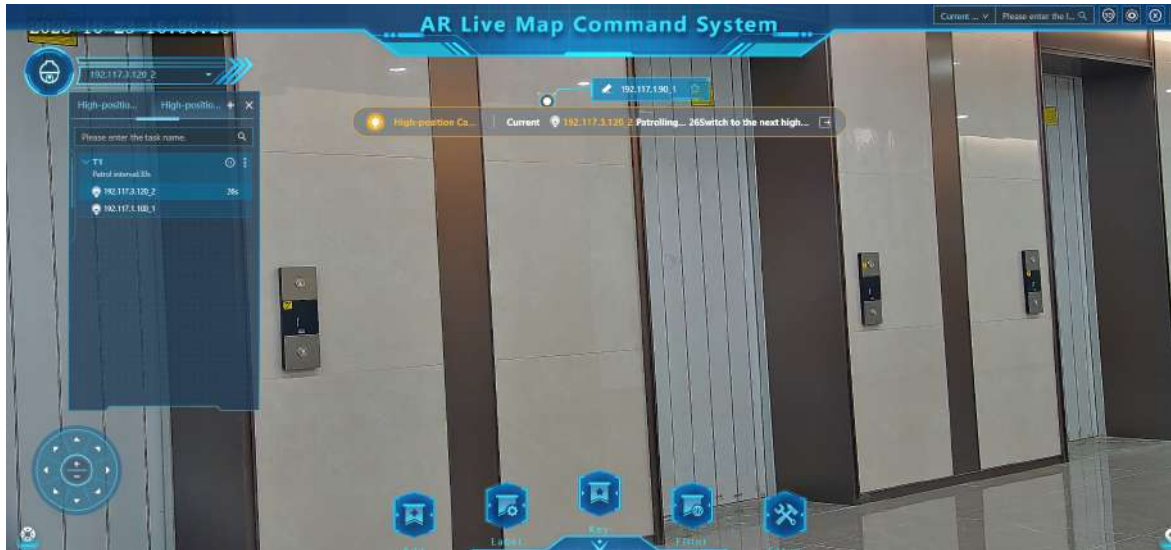 AR Live Map Command System
Current ...
Please enter the l...
192.117.3.120_2
192.117.1.90_1
High-positio...
High-positio...
High-position Ca...
Current 192.117.3.120_2 Patrolling... 26Switch to the next high...
Please enter the task name.
T1
Patrol interval:30s
192.117.3.120_2
26s
192.117.1.100_1
Label
Key
Filter